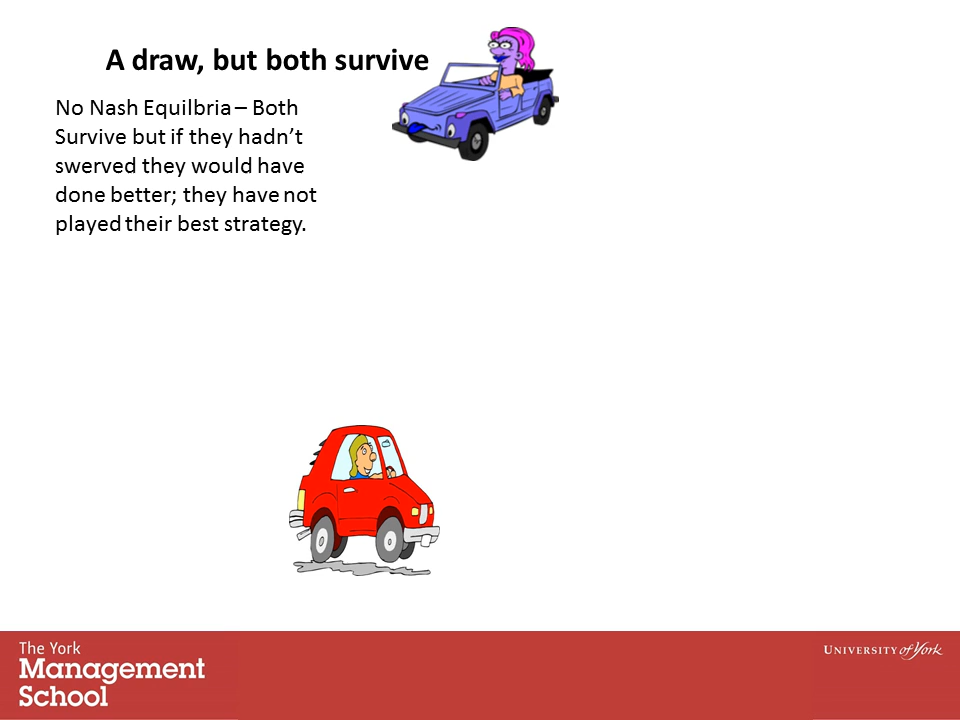 A draw, but both survive
No Nash Equilbria – Both
Survive but if they hadn’t
swerved they would have
done better; they have not
played their best strategy.
The York
Management
School
UNIVERSITY of York